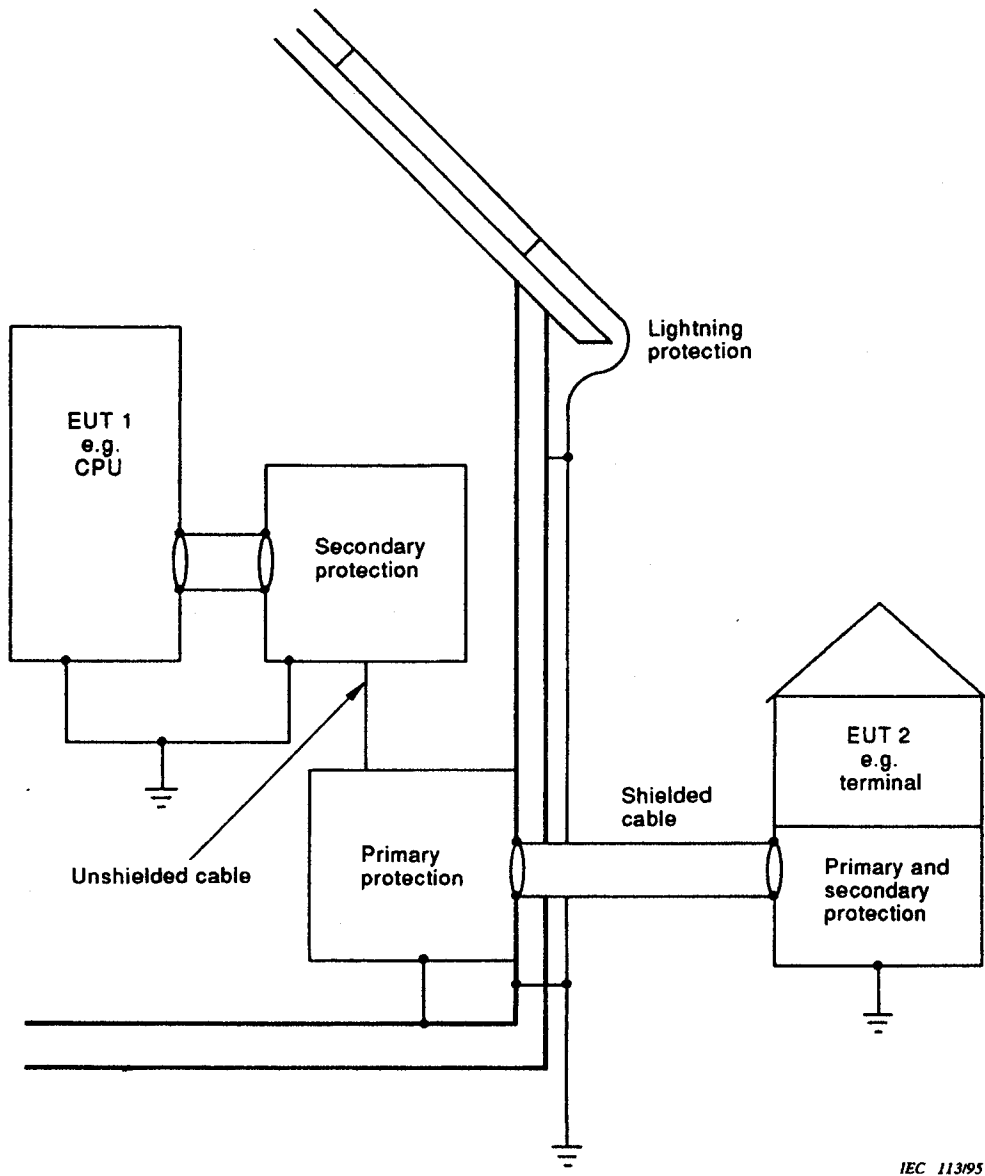 Lightning
protection
EUT 1
e.g.
CPU
Secondary
protection
EUT 2
e.g.
terminal
Shielded
cable
Unshielded cable
Primary
protection
Primary and
secondary
protection
IEC 113/95